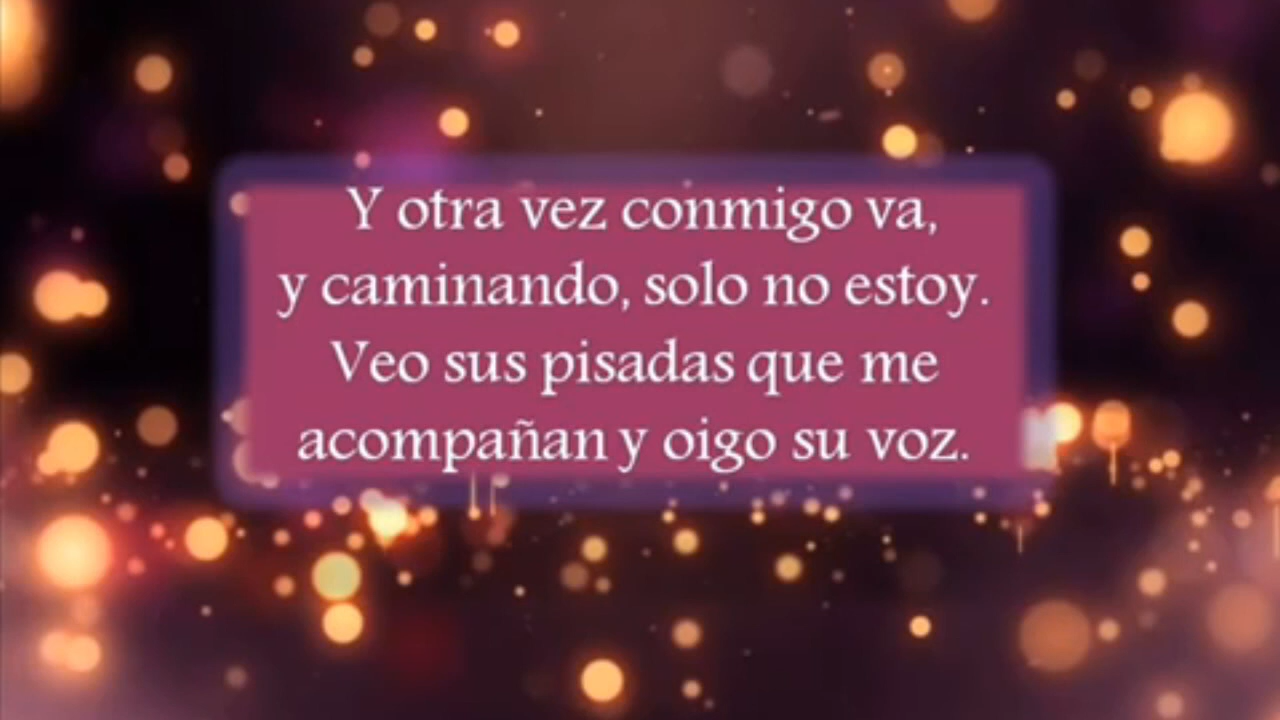 Y otra vez conmigo va,
y caminando, solo no estoy.
Veo sus pisadas que me
acompañan y oigo su voz.